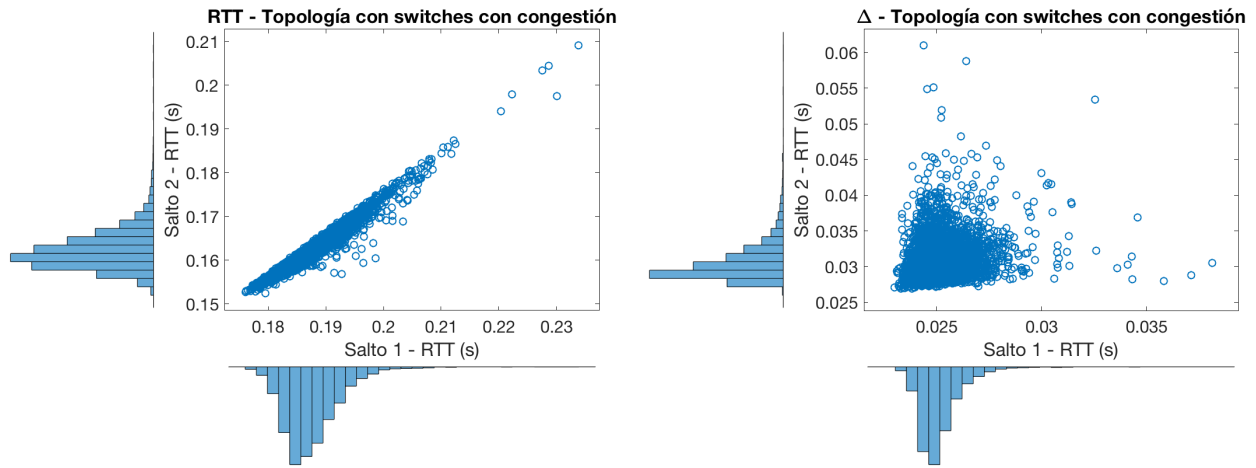 RTT - Topología con switches con congestión
0.21
0.2
0.19
0.18
0.17
0.16
0.15
Salto 2 - RTT (s)
0.18 0.19 0.2 0.21 0.22 0.23
Salto 1 - RTT (s)
Δ - Topología con switches con congestión
0.06
0.055
0.05
0.045
0.04
0.035
0.03
0.025
Salto 2 - RTT (s)
0.025 0.03 0.035
Salto 1 - RTT (s)